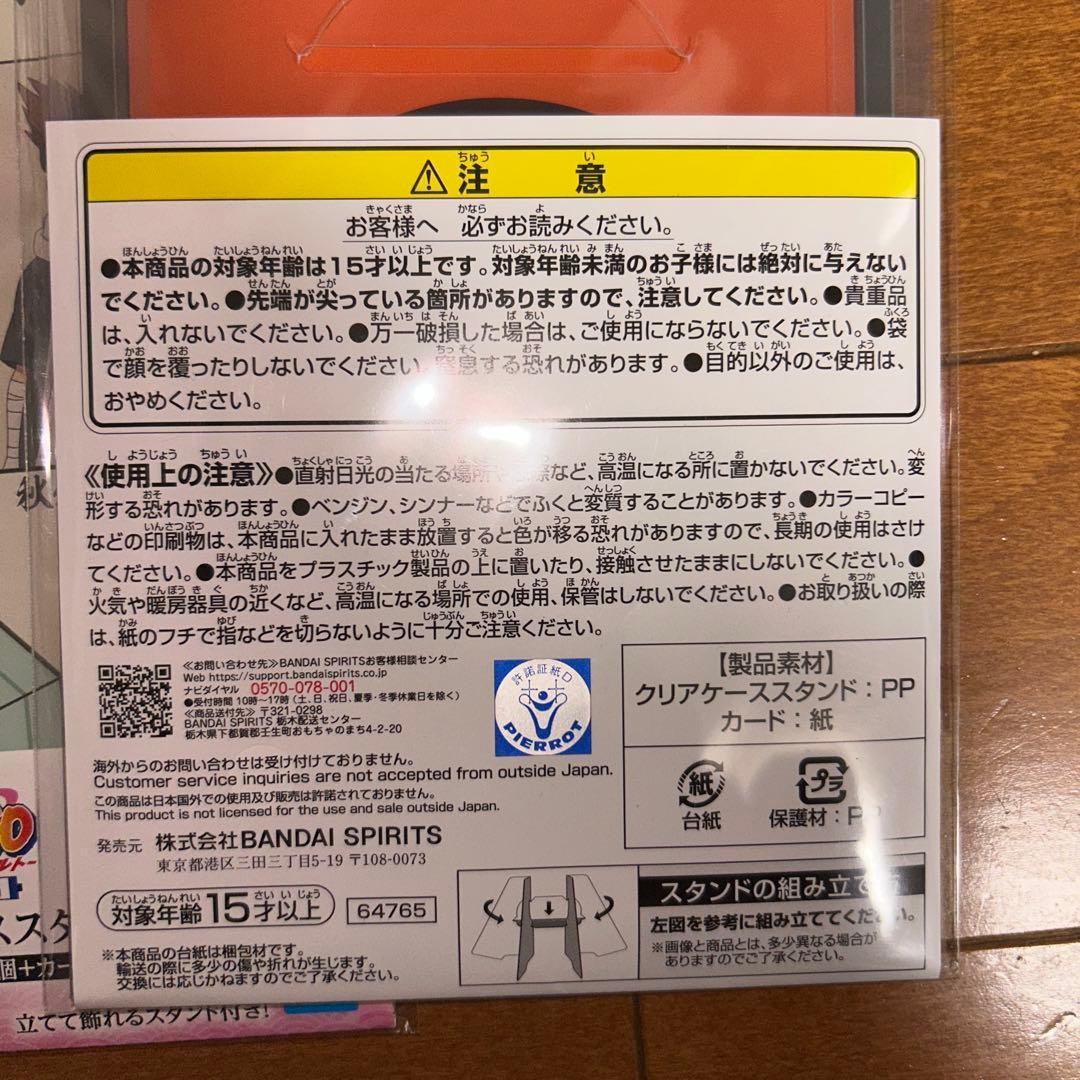 注 意
お客様へ 必ずお読みください。
●本商品の対象年齢は15才以上です。対象年齢未満のお子様には絶対に与えない
でください。●先端が尖っている箇所がありますので、注意してください。●貴重品
は、入れないでください。●万一破損した場合は、ご使用にならないでください。●袋
で顔を覆ったりしないでください。窒息する恐れがあります。●目的以外のご使用は、
おやめください。
《使用上の注意》●直射日光の当たる場所 など、高温になる所に置かないでください。変
形する恐れがあります。●ベンジン、シンナーなどでふくと変質することがあります。●カラーコピー
などの印刷物は、本商品に入れたまま放置すると色が移る恐れがありますので、長期の使用はさけ
てください。●本商品をプラスチック製品の上に置いたり、接触させたままにしないでください。●
火気や暖房器具の近くなど、高温になる場所での使用、保管はしないでください。●お取り扱いの際
は、紙のフチで指などを切らないように十分ご注意ください。
≪お問い合わせ先≫BANDAI SPIRITSお客様相談センター
Web https://support.bandaispirits.co.jp
ナビダイヤル 0570-078-001
●受付時間 10時～17時 (土、日、祝日、夏季・冬季休業日を除く)
≪商品送付先≫ 〒321-0298
BANDAI SPIRITS 栃木配送センター
栃木県下都賀郡壬生町おもちゃのまち4-2-20
許諾証紙D
PIERROT
【製品素材】
クリアケーススタンド：PP
カード：紙
紙
台紙
プラ
保護材：PP
海外からのお問い合わせは受け付けておりません。
Customer service inquiries are not accepted from outside Japan.
この商品は日本国外での使用及び販売は許諾されておりません。
This product is not licensed for the use and sale outside Japan.
発売元 株式会社BANDAI SPIRITS
東京都港区三田三丁目5-19 〒108-0073
対象年齢 15才以上
64765
スタンドの組み立て
左図を参考に組み立ててください。
※画像と商品とは、多少異なる場合が
ありますのでご了承ください。
※本商品の台紙は梱包材です。
輸送の際に多少の傷や折れが生じます。
交換には応じかねますのでご了承ください。
秋
スタ
個+カー
立てて飾れるスタンド付き!